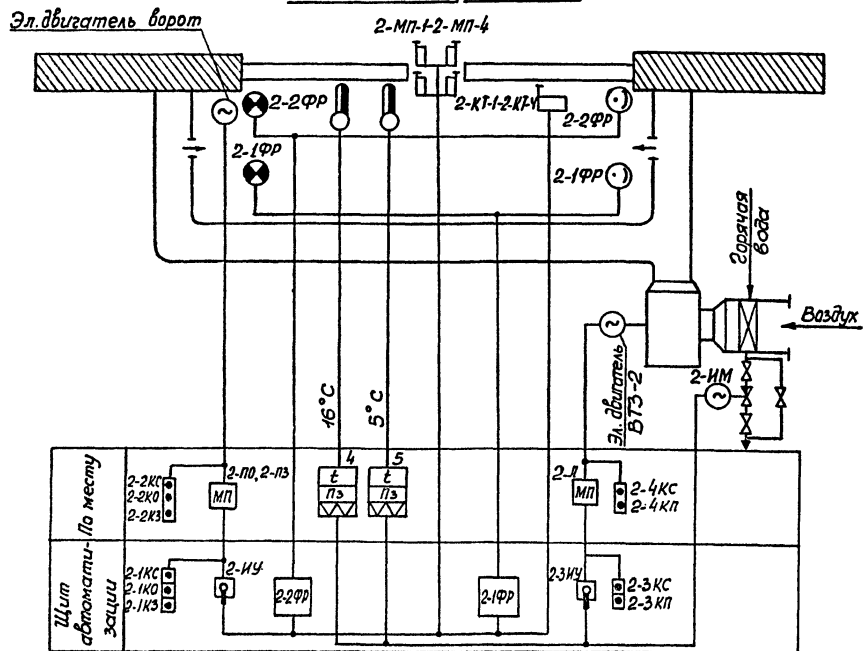 Эл. двигатель ворот
2-МП-1-2-МП-4
2-2ФР
2-КТ-1-2-КТ-4
2-2ФР
2-1ФР
2-1ФР
Горячая вода
Воздух
Эл. двигатель ВТЗ-2
2-ИМ
16°С
5°С
По месту
2-2КС
2-2КО
2-2КЗ
2-ПО, 2-ПЗ
МП
4
t
Пз
5
t
Пз
2-П
МП
2-4КС
2-4КП
Щит автомати-зации
2-1КС
2-1КО
2-1КЗ
2-ИУ
2-2ФР
2-1ФР
2-3ИУ
2-3КС
2-3КП